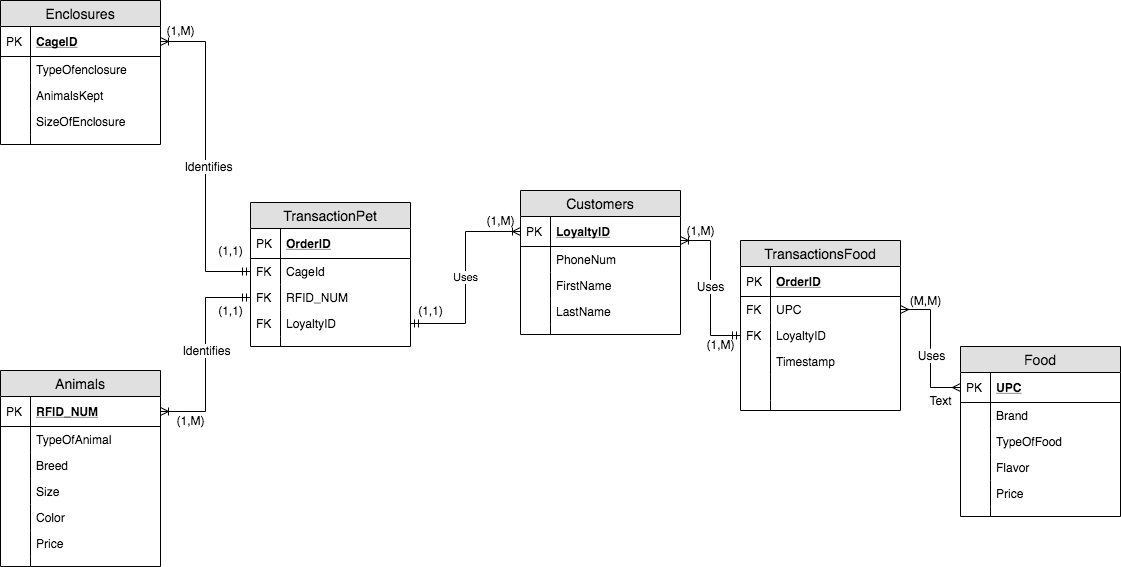 Enclosures
PK CageID
TypeOfenclosure
AnimalsKept
SizeOfEnclosure
(1,M)
Identifies
(1,1)
TransactionPet
PK OrderID
FK CageId
FK RFID_NUM
FK LoyaltyID
(1,1)
Identifies
(1,M)
Animals
PK RFID_NUM
TypeOfAnimal
Breed
Size
Color
Price
(1,1)
Uses
(1,M)
Customers
PK LoyaltyID
PhoneNum
FirstName
LastName
(1,M)
Uses
(1,M)
TransactionsFood
PK OrderID
FK UPC
FK LoyaltyID
Timestamp
(M,M)
Uses
Text
Food
PK UPC
Brand
TypeOfFood
Flavor
Price